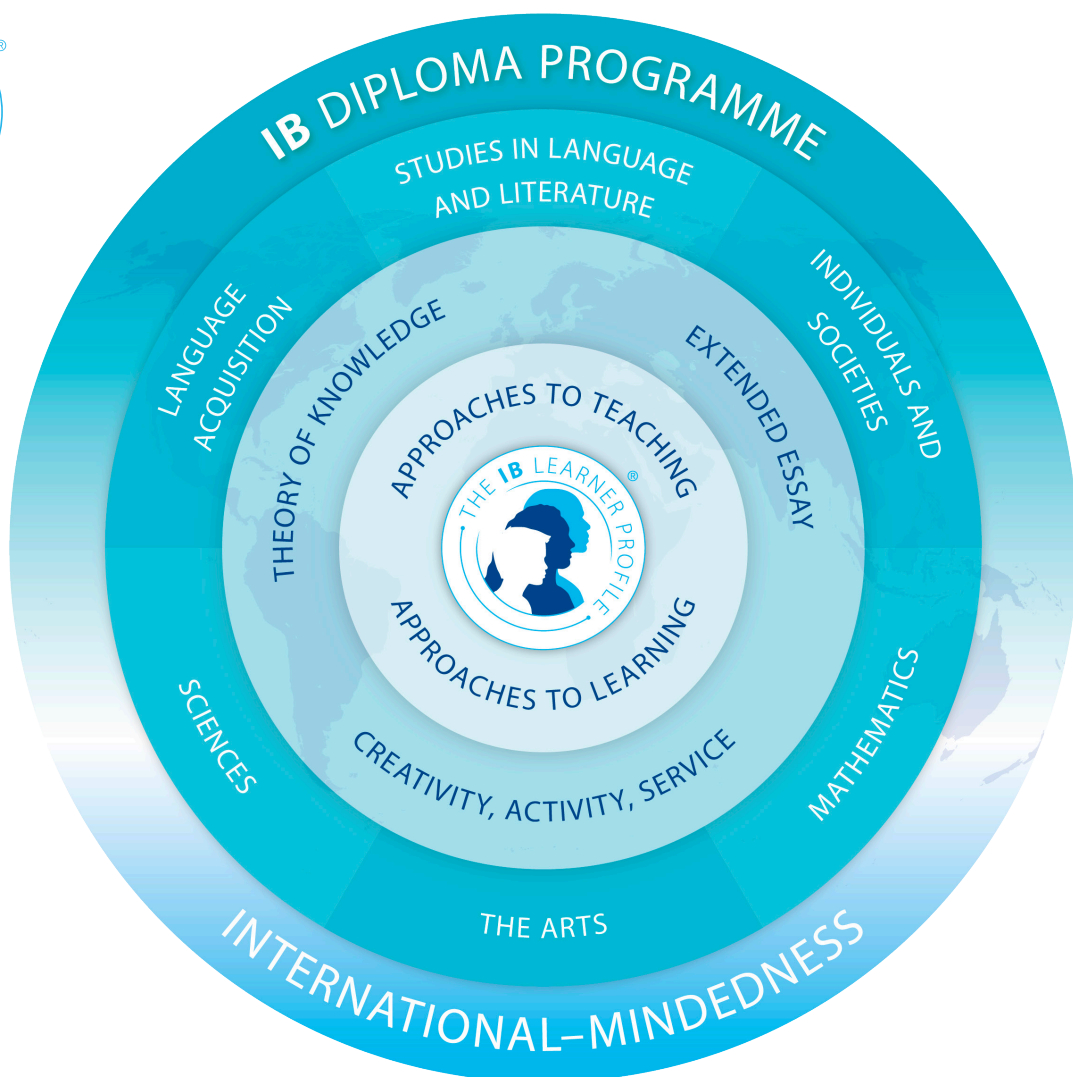 ®
IB DIPLOMA PROGRAMME
STUDIES IN LANGUAGE
AND LITERATURE
LANGUAGE
ACQUISITION
INDIVIDUALS AND
SOCIETIES
THEORY OF KNOWLEDGE
EXTENDED ESSAY
APPROACHES TO TEACHING
THE IB LEARNER PROFILE
®
APPROACHES TO LEARNING
CREATIVITY, ACTIVITY, SERVICE
SCIENCES
MATHEMATICS
THE ARTS
INTERNATIONAL–MINDEDNESS